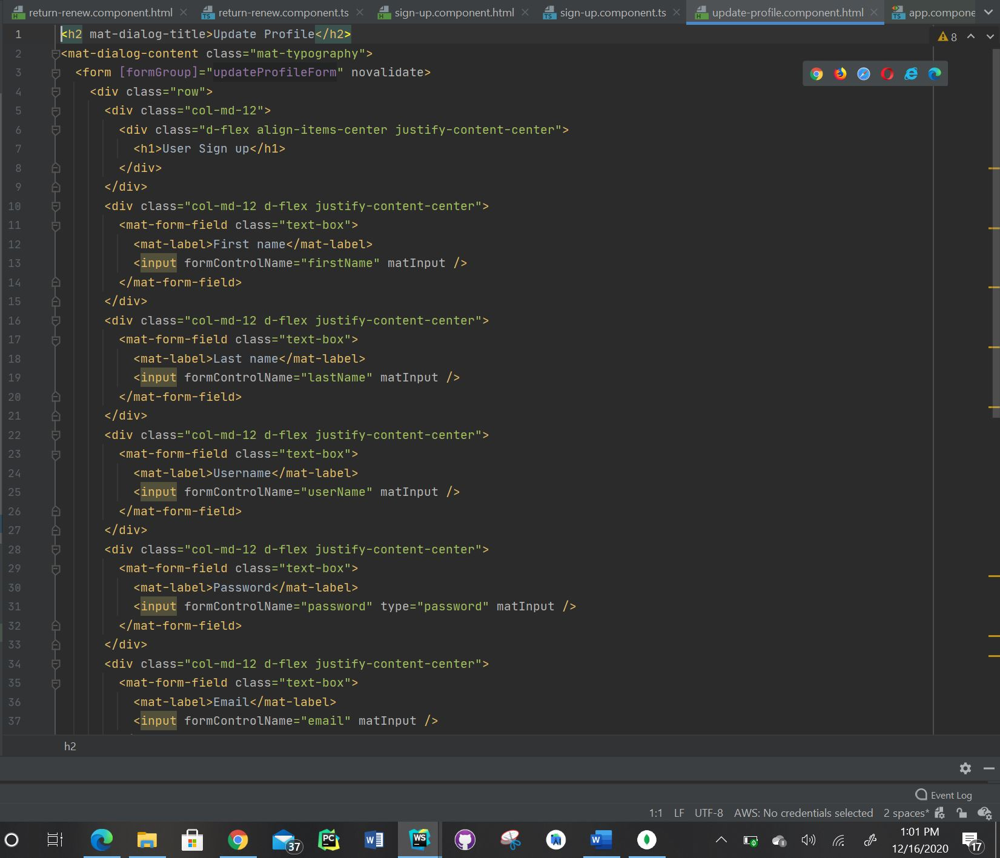 return-renew.component.html
return-renew.component.ts
sign-up.component.html
sign-up.component.ts
update-profile.component.html
app.compone
8
1 <h2 mat-dialog-title>Update Profile</h2>
2 <mat-dialog-content class="mat-typography">
3 <form [formGroup]="updateProfileForm" novalidate>
4 <div class="row">
5 <div class="col-md-12">
6 <div class="d-flex align-items-center justify-content-center">
7 <h1>User Sign up</h1>
8 </div>
9 </div>
10 <div class="col-md-12 d-flex justify-content-center">
11 <mat-form-field class="text-box">
12 <mat-label>First name</mat-label>
13 <input formControlName="firstName" matInput />
14 </mat-form-field>
15 </div>
16 <div class="col-md-12 d-flex justify-content-center">
17 <mat-form-field class="text-box">
18 <mat-label>Last name</mat-label>
19 <input formControlName="lastName" matInput />
20 </mat-form-field>
21 </div>
22 <div class="col-md-12 d-flex justify-content-center">
23 <mat-form-field class="text-box">
24 <mat-label>Username</mat-label>
25 <input formControlName="userName" matInput />
26 </mat-form-field>
27 </div>
28 <div class="col-md-12 d-flex justify-content-center">
29 <mat-form-field class="text-box">
30 <mat-label>Password</mat-label>
31 <input formControlName="password" type="password" matInput />
32 </mat-form-field>
33 </div>
34 <div class="col-md-12 d-flex justify-content-center">
35 <mat-form-field class="text-box">
36 <mat-label>Email</mat-label>
37 <input formControlName="email" matInput />
h2
Event Log
1:1 LF UTF-8 AWS: No credentials selected 2 spaces*
37
PC
W
WS
W
1:01 PM
12/16/2020
17